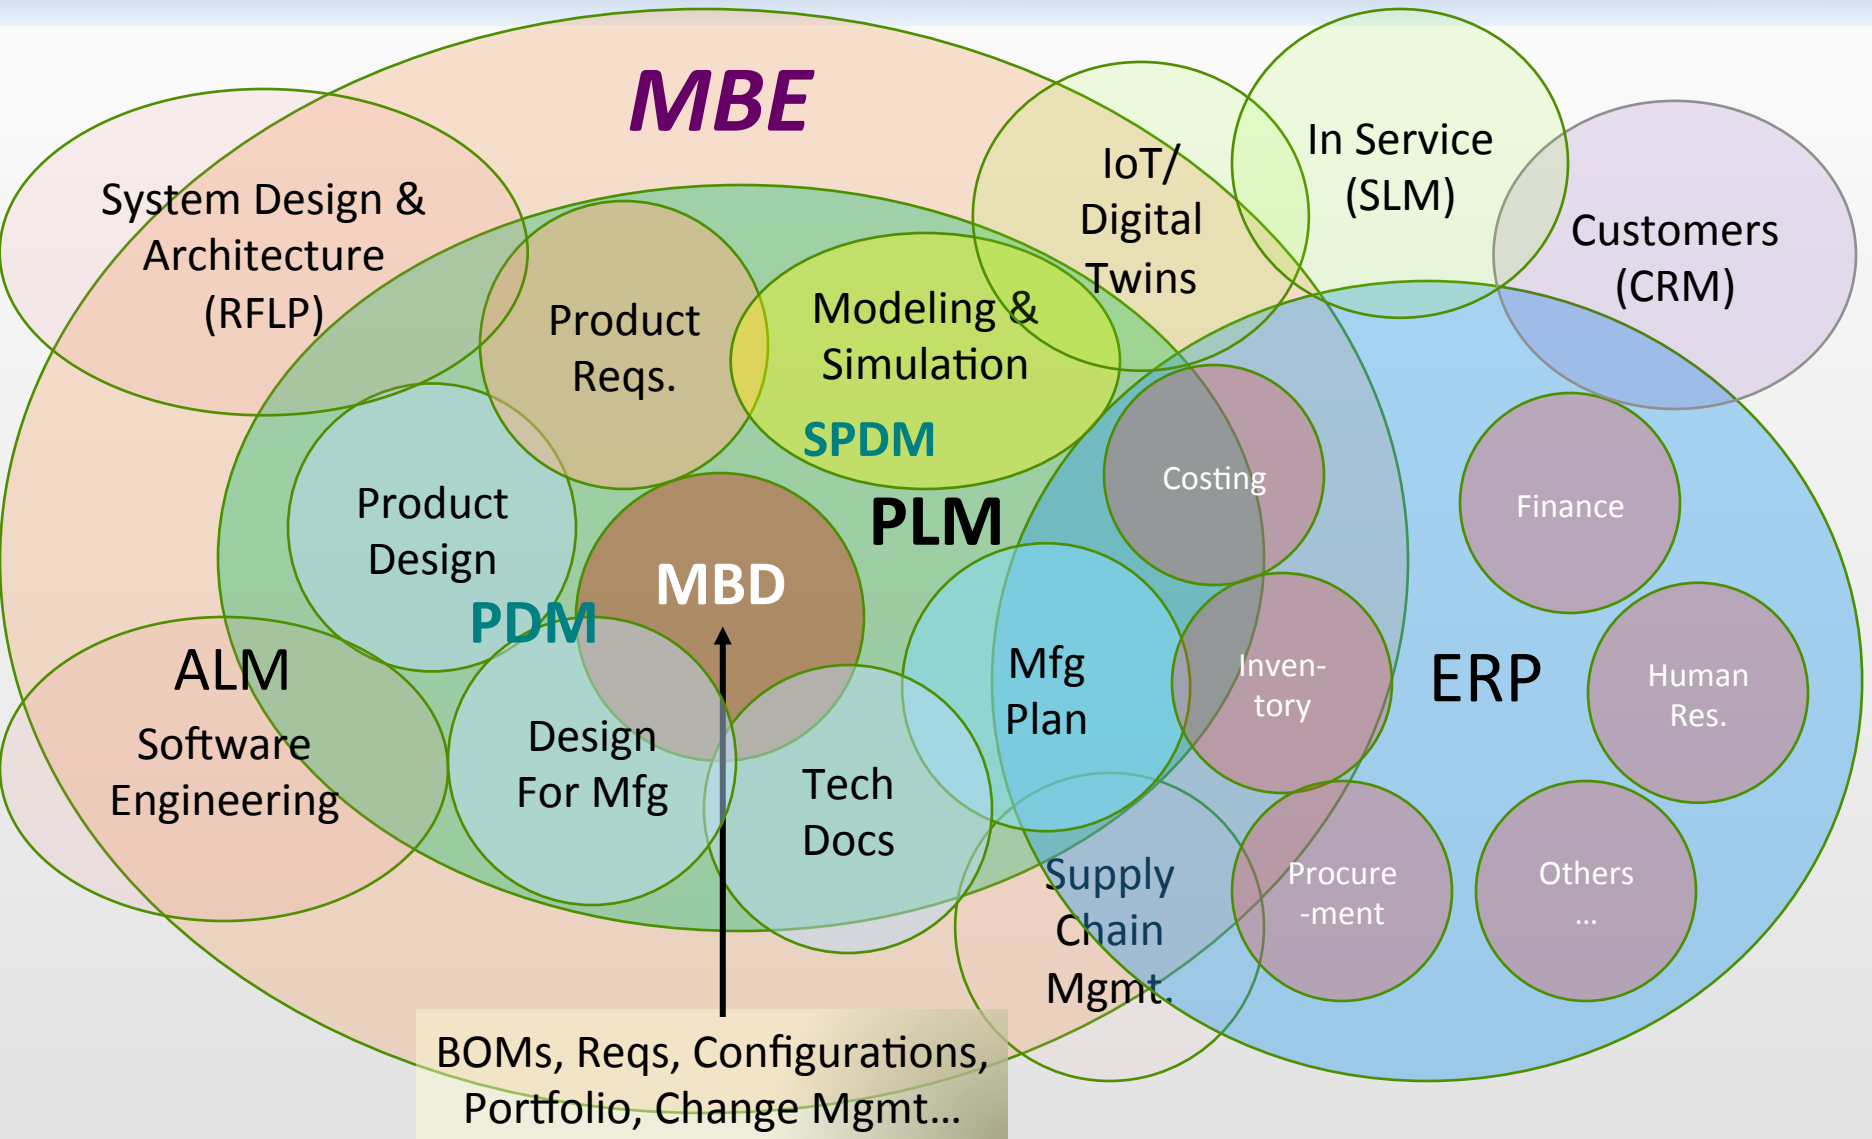 MBE
System Design &
Architecture
(RFLP)
IoT/
Digital
Twins
In Service
(SLM)
Customers
(CRM)
Product
Reqs.
Modeling &
Simulation
SPDM
PLM
Product
Design
PDM
MBD
Costing
Finance
ALM
Software
Engineering
Design
For Mfg
Tech
Docs
Mfg
Plan
Inven-
tory
ERP
Human
Res.
Supply
Chain
Mgmt.
Procure
-ment
Others
...
BOMs, Reqs, Configurations,
Portfolio, Change Mgmt...